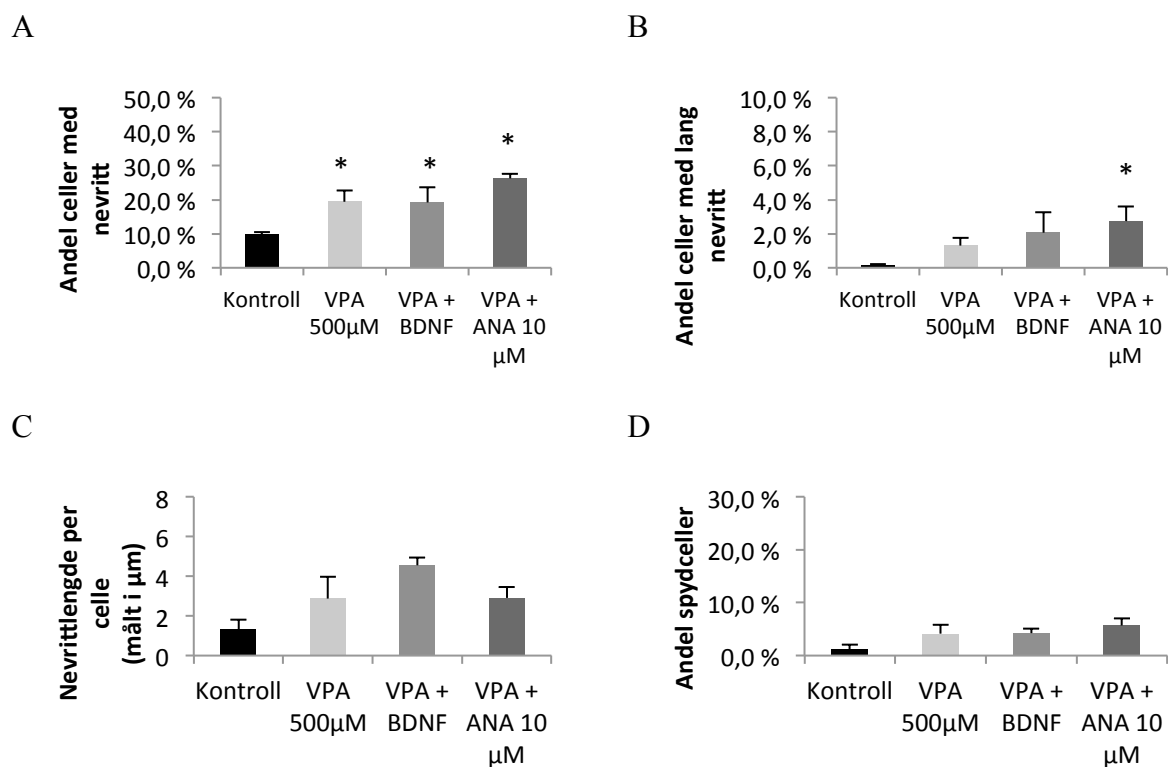 A
Andel celler med
nevritt
50,0 %
40,0 %
30,0 %
20,0 %
10,0 %
0,0 %
* * *
Kontroll VPA VPA + VPA +
500µM BDNF ANA 10
µM
B
Andel celler med lang
nevritt
10,0 %
8,0 %
6,0 %
4,0 %
2,0 %
0,0 %
*
Kontroll VPA VPA + VPA +
500µM BDNF ANA 10
µM
C
Nevrittlengde per
celle
(målt i µm)
8
6
4
2
0
Kontroll VPA VPA + VPA +
500µM BDNF ANA 10
µM
D
Andel spydceller
30,0 %
20,0 %
10,0 %
0,0 %
Kontroll VPA VPA + VPA +
500µM BDNF ANA 10
µM